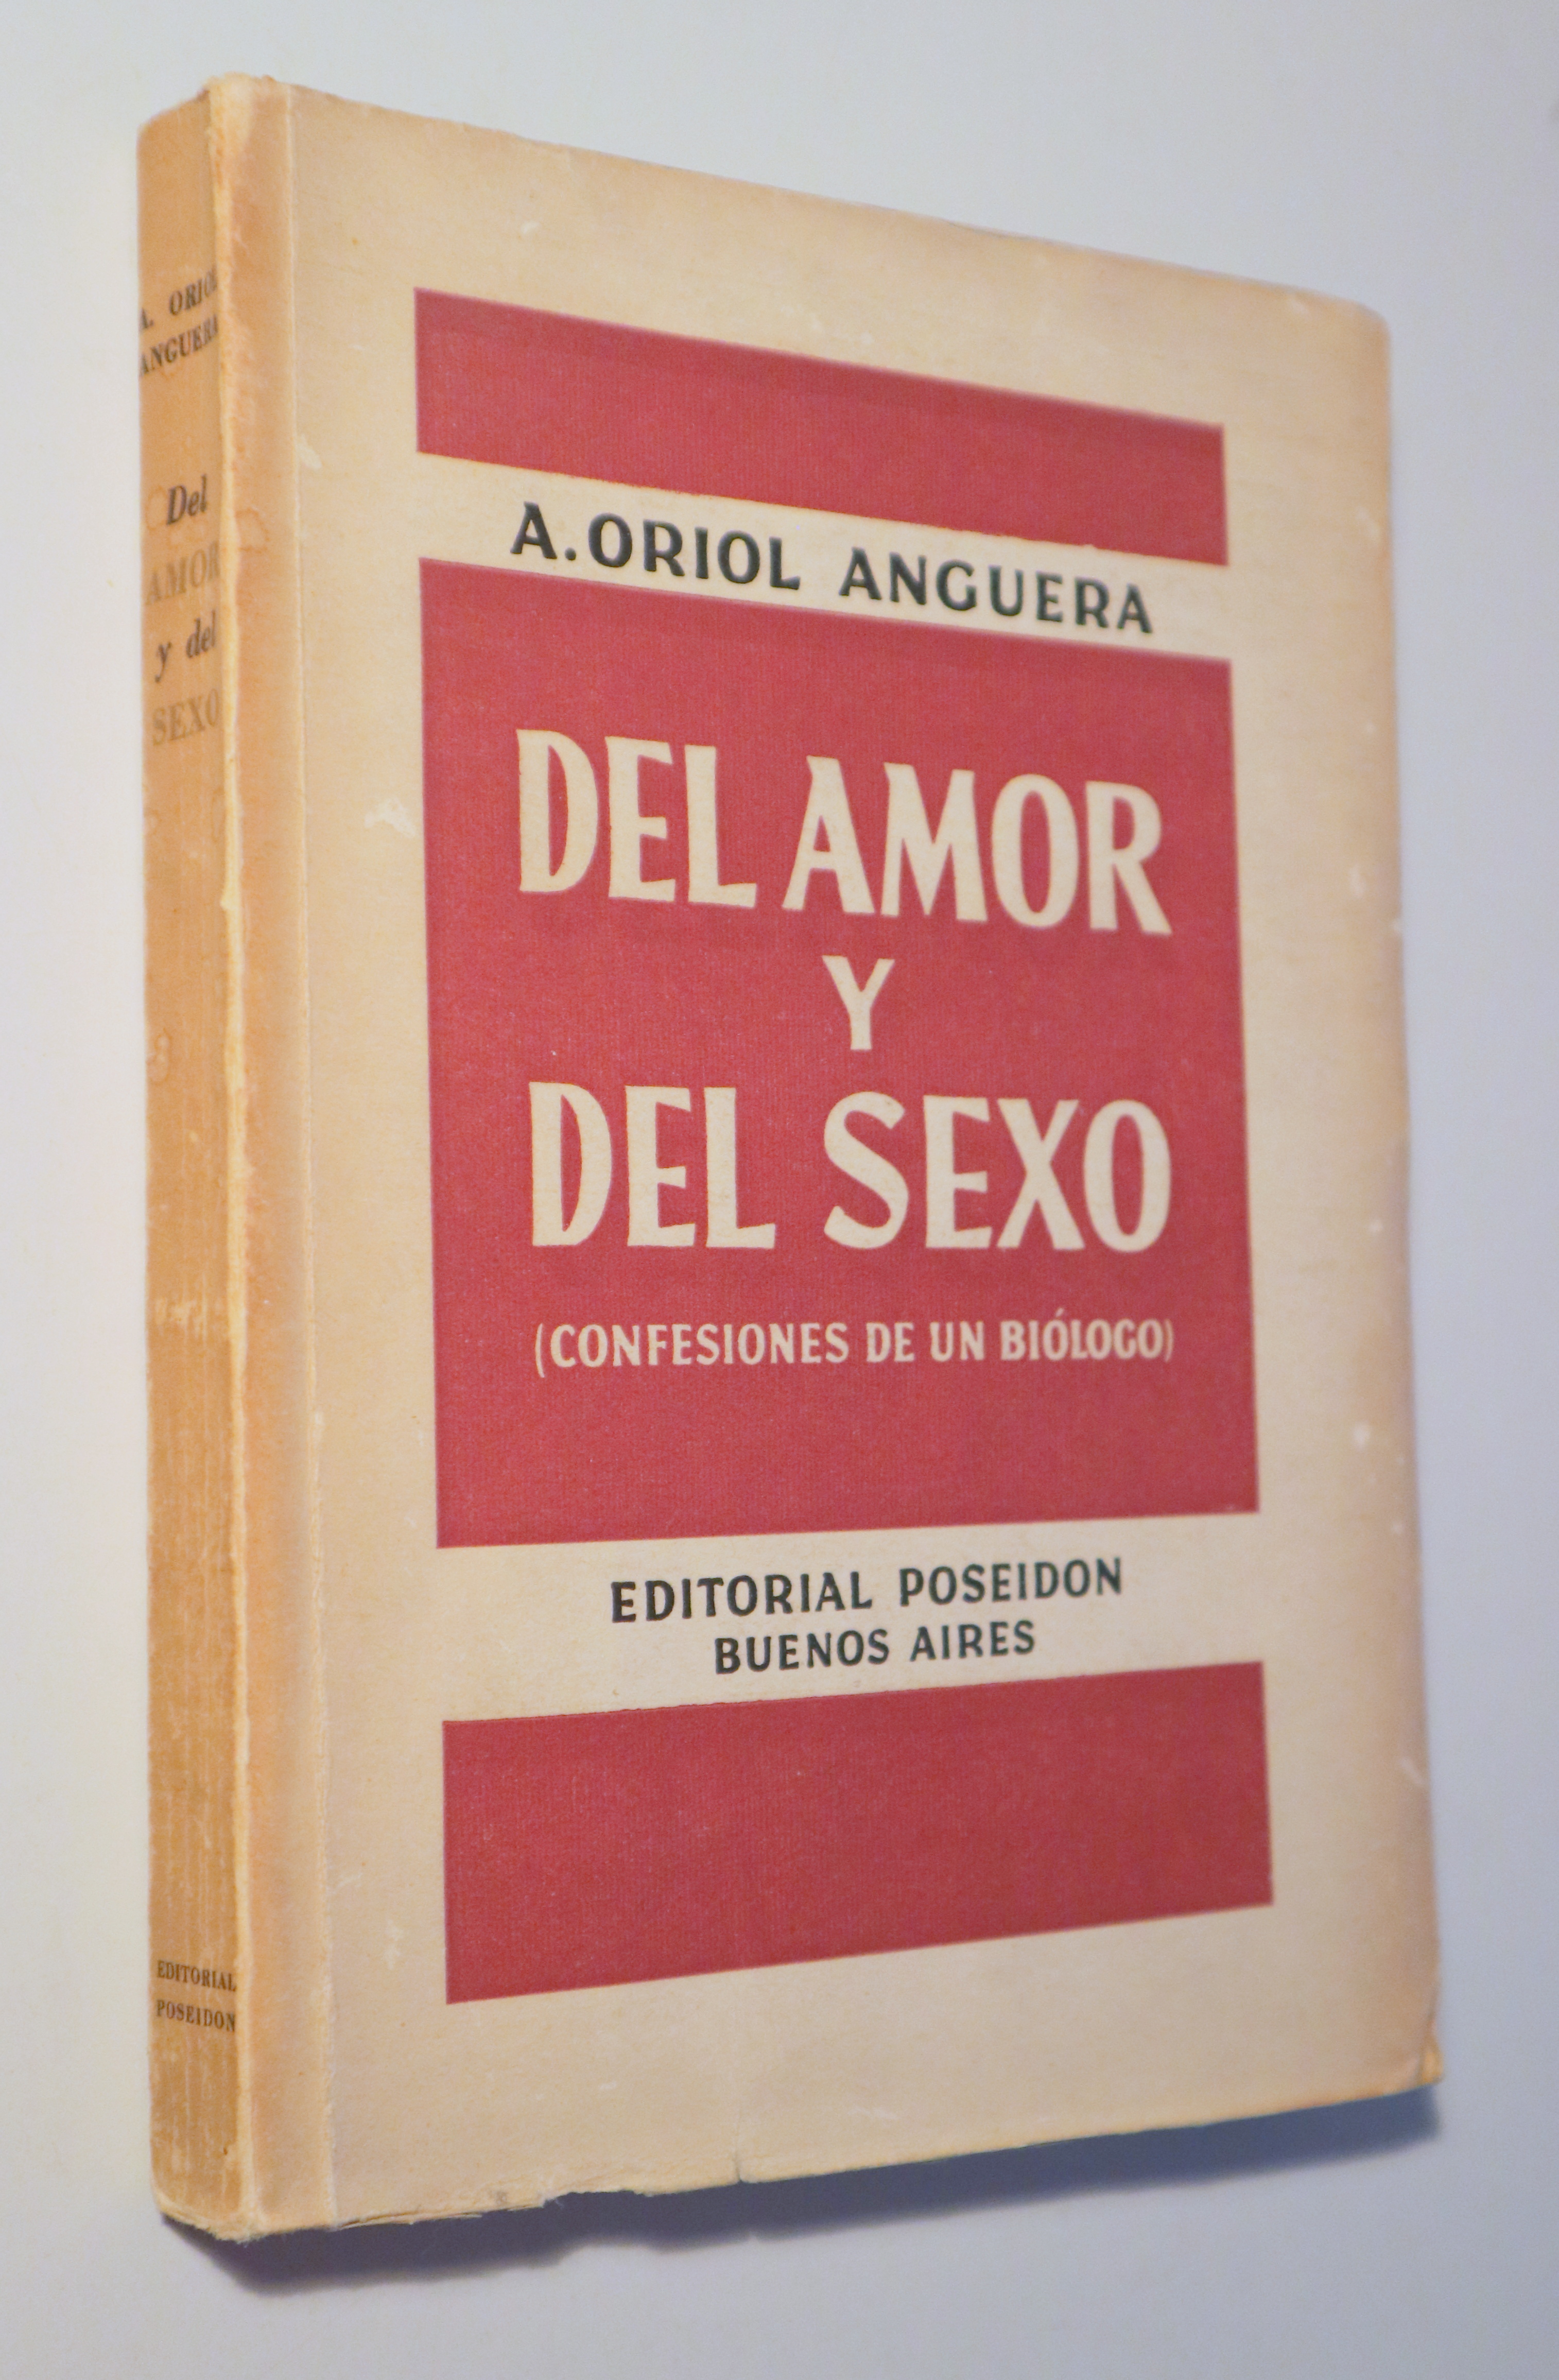 A. ORIOL
ANGUERA
Del
AMOR
y del
SEXO
EDITORIAL
POSEIDON
A. ORIOL ANGUERA
DEL AMOR
Y
DEL SEXO
(CONFESIONES DE UN BIÓLOGO)
EDITORIAL POSEIDON
BUENOS AIRES